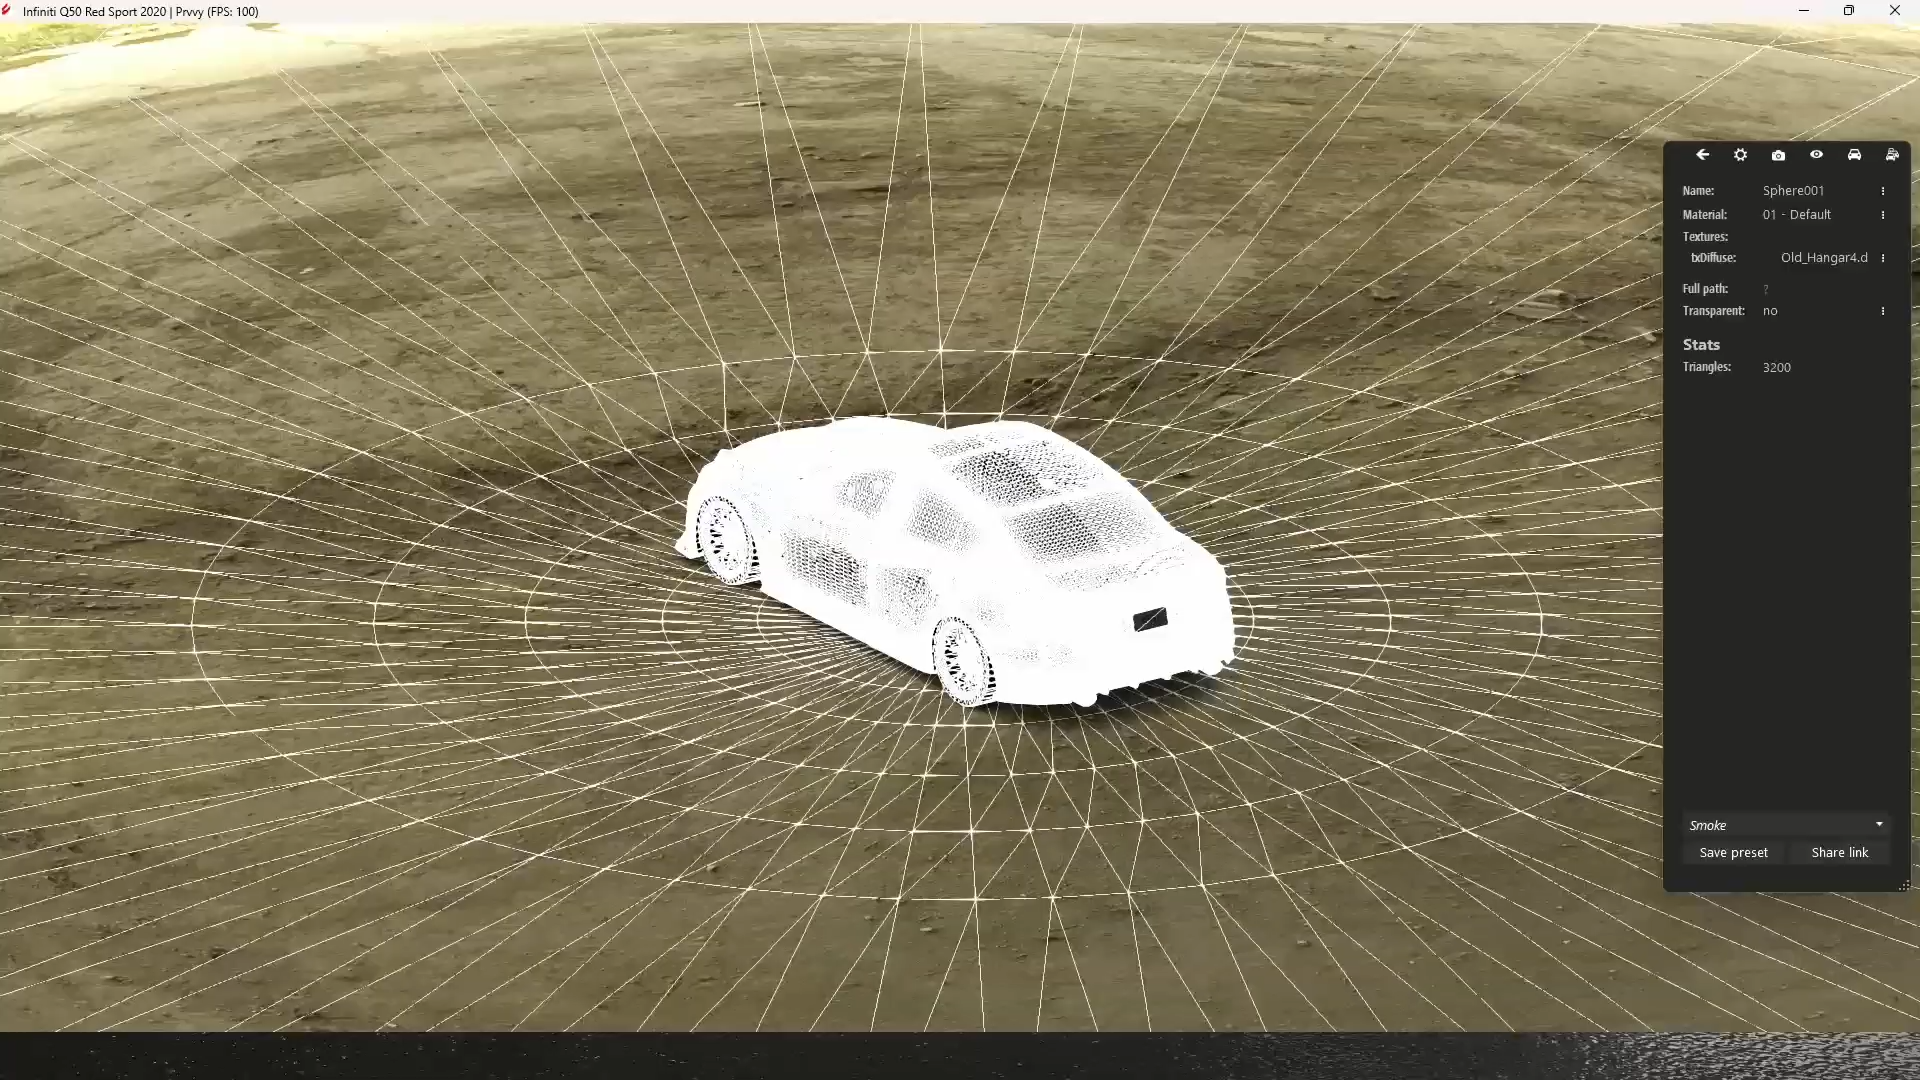 Infiniti Q50 Red Sport 2020 | Prvvy (FPS: 100)
Name: Sphere001
Material: 01 - Default
Textures:
txDiffuse: Old_Hangar4.d
Full path: ?
Transparent: no
Stats
Triangles: 3200
Smoke
Save preset Share link